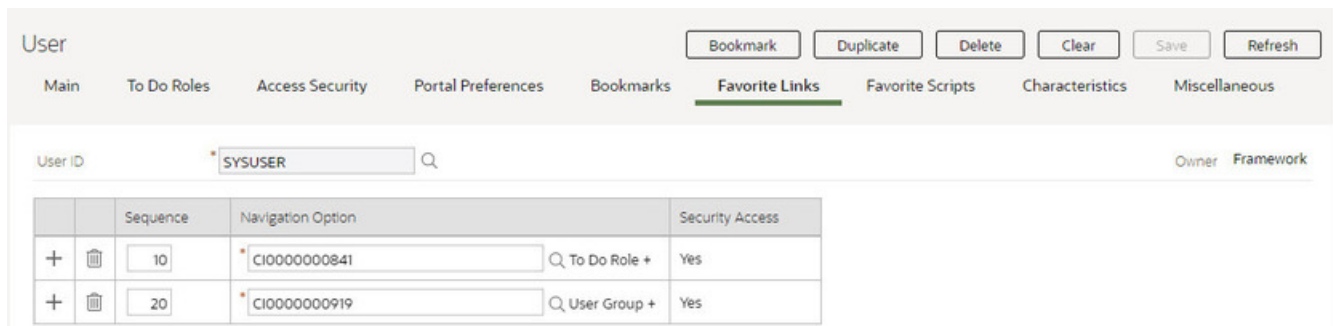 User
Bookmark Duplicate Delete Clear Save Refresh
Main To Do Roles Access Security Portal Preferences Bookmarks Favorite Links Favorite Scripts Characteristics Miscellaneous
User ID * SYSUSER Owner Framework
Sequence Navigation Option Security Access
10 * CI0000000841 To Do Role + Yes
20 * CI0000000919 User Group + Yes